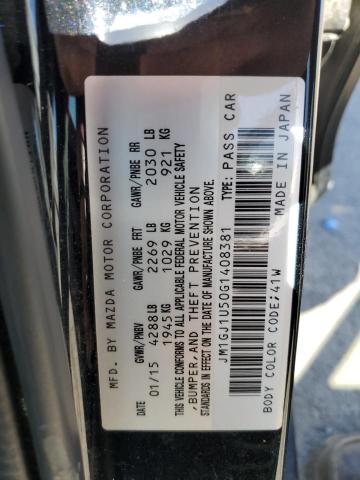 MFD. BY MAZDA MOTOR CORPORATION
DATE GVWR/PNBV GAWR/PNBE FRT GAWR/PNBE RR
01/15 4288LB 2269 LB 2030 LB
1945KG 1029 KG 921 KG
THIS VEHICLE CONFORMS TO ALL APPLICABLE FEDERAL MOTOR VEHICLE SAFETY
,BUMPER,AND THEFT PREVENTION
STANDARDS IN EFFECT ON THE DATE OF MANUFACTURE SHOWN ABOVE.
JM1GJ1U50G1408381 TYPE: PASS CAR
BODY COLOR CODE;41W MADE IN JAPAN